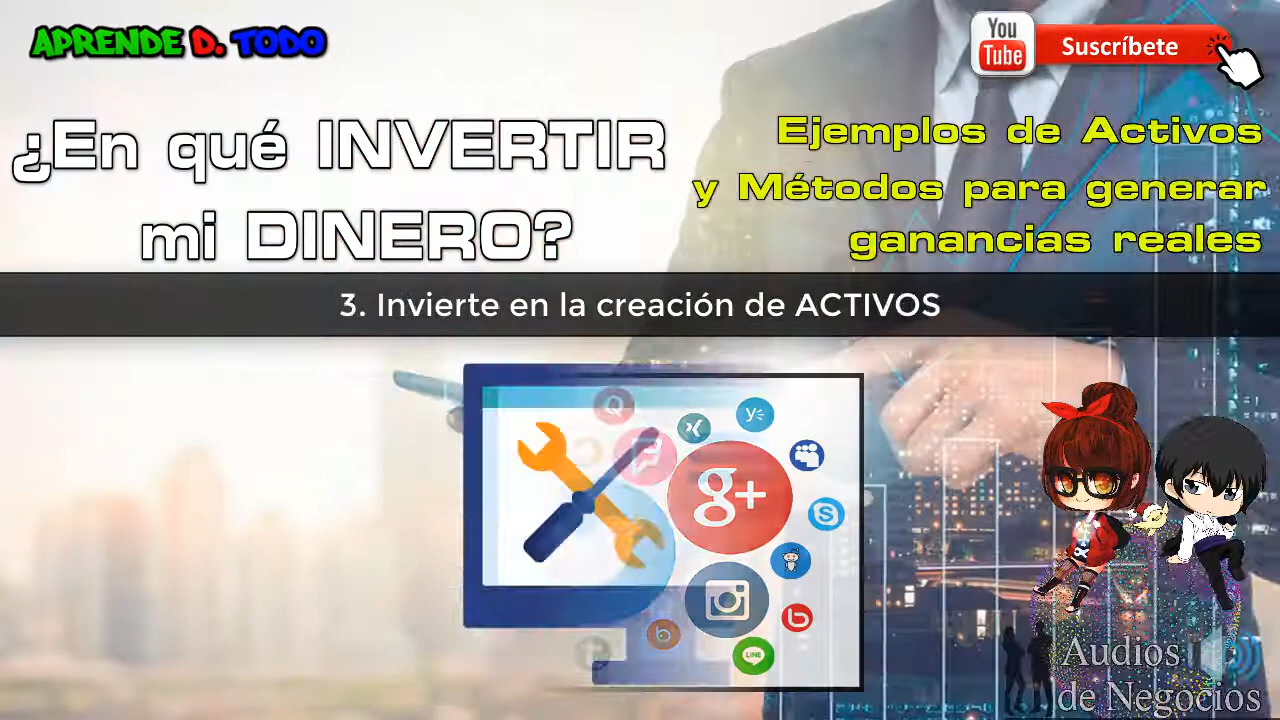 APRENDE D. TODO
You
Tube
Suscríbete
¿En qué INVERTIR
mi DINERO?
Ejemplos de Activos
y Métodos para generar
ganancias reales
3. Invierte en la creación de ACTIVOS
g+
LINE
Audios
de Negocios